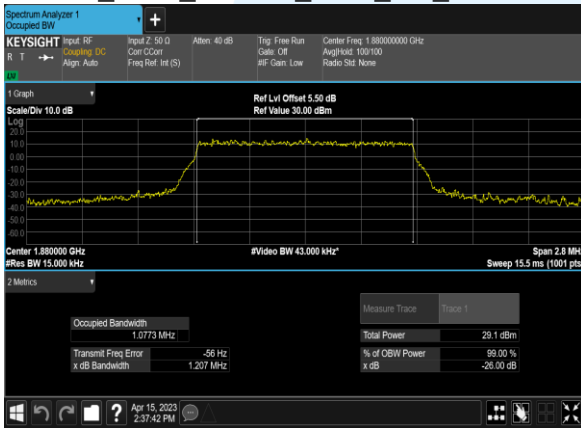 Spectrum Analyzer 1
Occupied BW
+
KEYSIGHT Input: RF Input Z: 50 Ω Atten: 40 dB Trig: Free Run Center Freq: 1.880000000 GHz
R T Coupling: DC Corr CCorr Gate: Off Avg|Hold: 100/100
Align: Auto Freq Ref: Int (S) #IF Gain: Low Radio Std: None
1 Graph
Ref Lvl Offset 5.50 dB
Scale/Div 10.0 dB Ref Value 30.00 dBm
Log
20.0
10.0
0.00
-10.0
-20.0
-30.0
-40.0
-50.0
-60.0
Center 1.880000 GHz #Video BW 43.000 kHz* Span 2.8 MHz
#Res BW 15.000 kHz Sweep 15.5 ms (1001 pts)
2 Metrics
Measure Trace Trace 1
Occupied Bandwidth
1.0773 MHz Total Power 29.1 dBm
Transmit Freq Error -56 Hz % of OBW Power 99.00 %
x dB Bandwidth 1.207 MHz x dB -26.00 dB
? Apr 15, 2023
2:37:42 PM